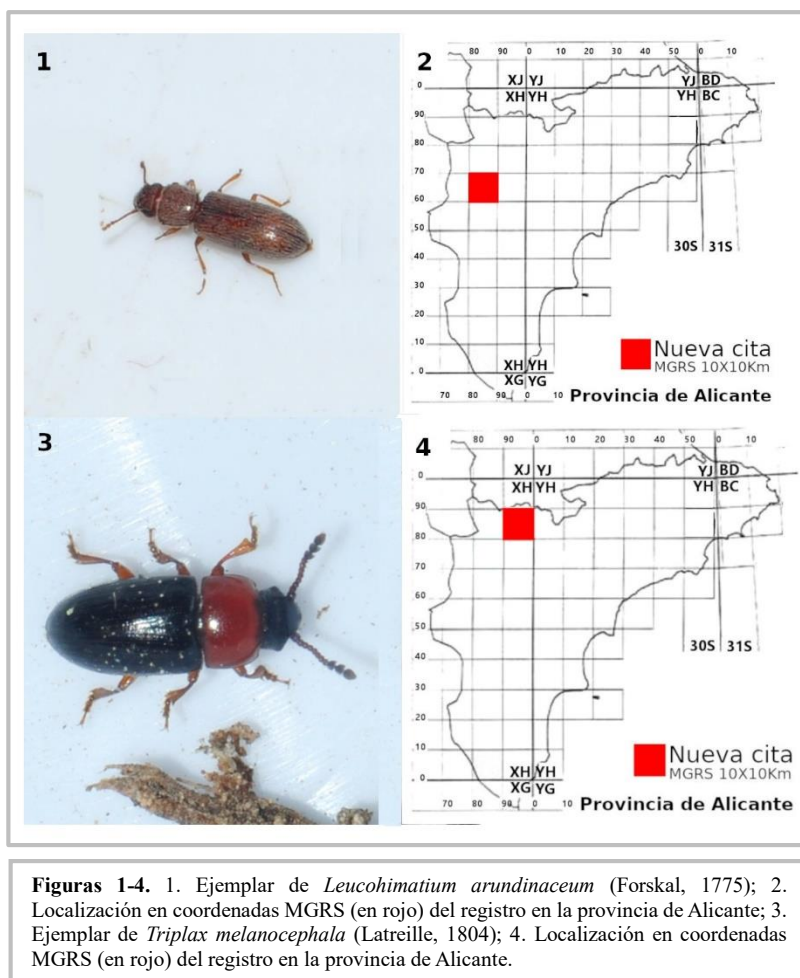 1
2
80 90 0 10 20 30 40 50 0 10
XJ YJ
YJ BD
0
XH YH
YH BC
90
80
70
60
50
40
30S 31S
30
20
10
Nueva cita
MGRS 10X10Km
XH YH
0
XG YG
70 80 90 0 10
Provincia de Alicante
3
4
80 90 0 10 20 30 40 50 0 10
XJ YJ
YJ BD
0
XH YH
YH BC
90
80
70
60
50
40
30S 31S
30
20
10
Nueva cita
MGRS 10X10Km
XH YH
0
XG YG
70 80 90 0 10
Provincia de Alicante
Figuras 1-4. 1. Ejemplar de Leucohimatium arundinaceum (Forskal, 1775); 2.
Localización en coordenadas MGRS (en rojo) del registro en la provincia de Alicante; 3.
Ejemplar de Triplax melanocephala (Latreille, 1804); 4. Localización en coordenadas
MGRS (en rojo) del registro en la provincia de Alicante.